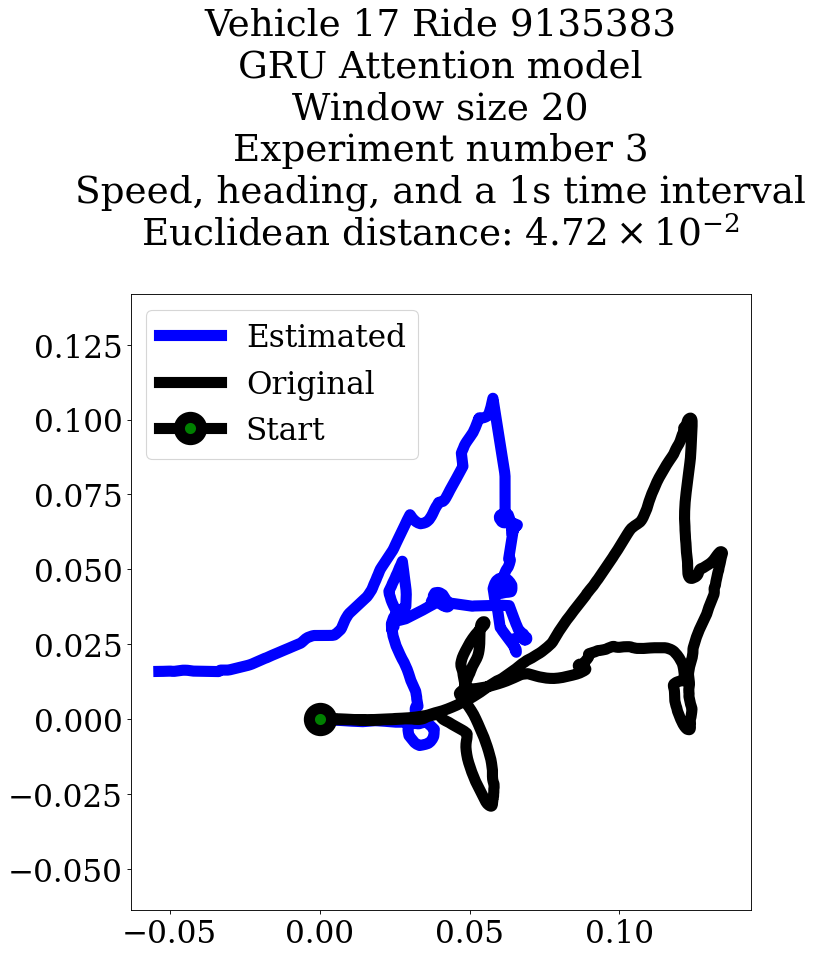 Vehicle 17 Ride 9135383
GRU Attention model
Window size 20
Experiment number 3
Speed, heading, and a 1s time interval
Euclidean distance: 4.72 × 10⁻²
Estimated
Original
Start
0.125
0.100
0.075
0.050
0.025
0.000
−0.025
−0.050
−0.05 0.00 0.05 0.10